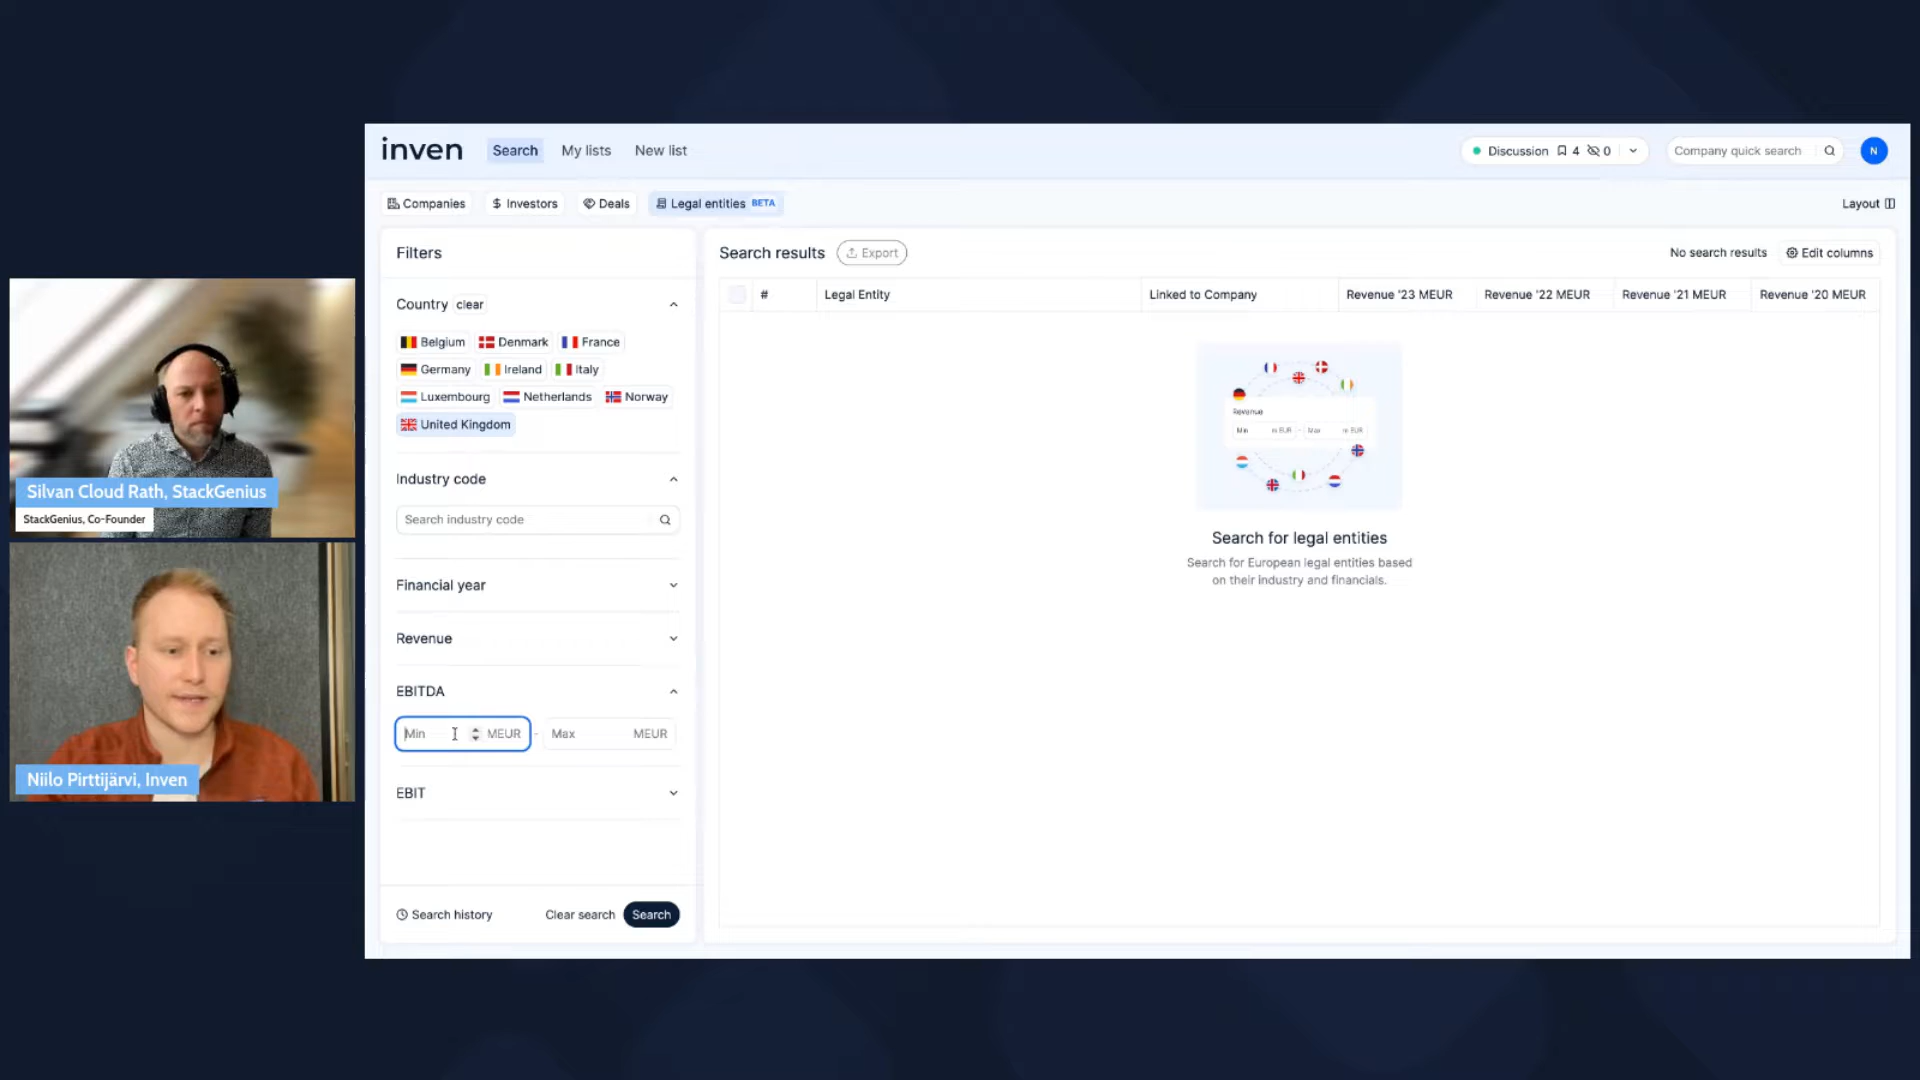 inven
Search
My lists
New list
Discussion 4 0
Company quick search
N
Companies
Investors
Deals
Legal entities BETA
Layout
Filters
Country clear
Belgium Denmark France
Germany Ireland Italy
Luxembourg Netherlands Norway
United Kingdom
Industry code
Search industry code
Financial year
Revenue
EBITDA
Min MEUR - Max MEUR
EBIT
Search history Clear search Search
Search results Export
No search results Edit columns
# Legal Entity Linked to Company Revenue '23 MEUR Revenue '22 MEUR Revenue '21 MEUR Revenue '20 MEUR
Revenue
Min m EUR - Max m EUR
Search for legal entities
Search for European legal entities based
on their industry and financials.
Silvan Cloud Rath, StackGenius
StackGenius, Co-Founder
Niilo Pirttijärvi, Inven